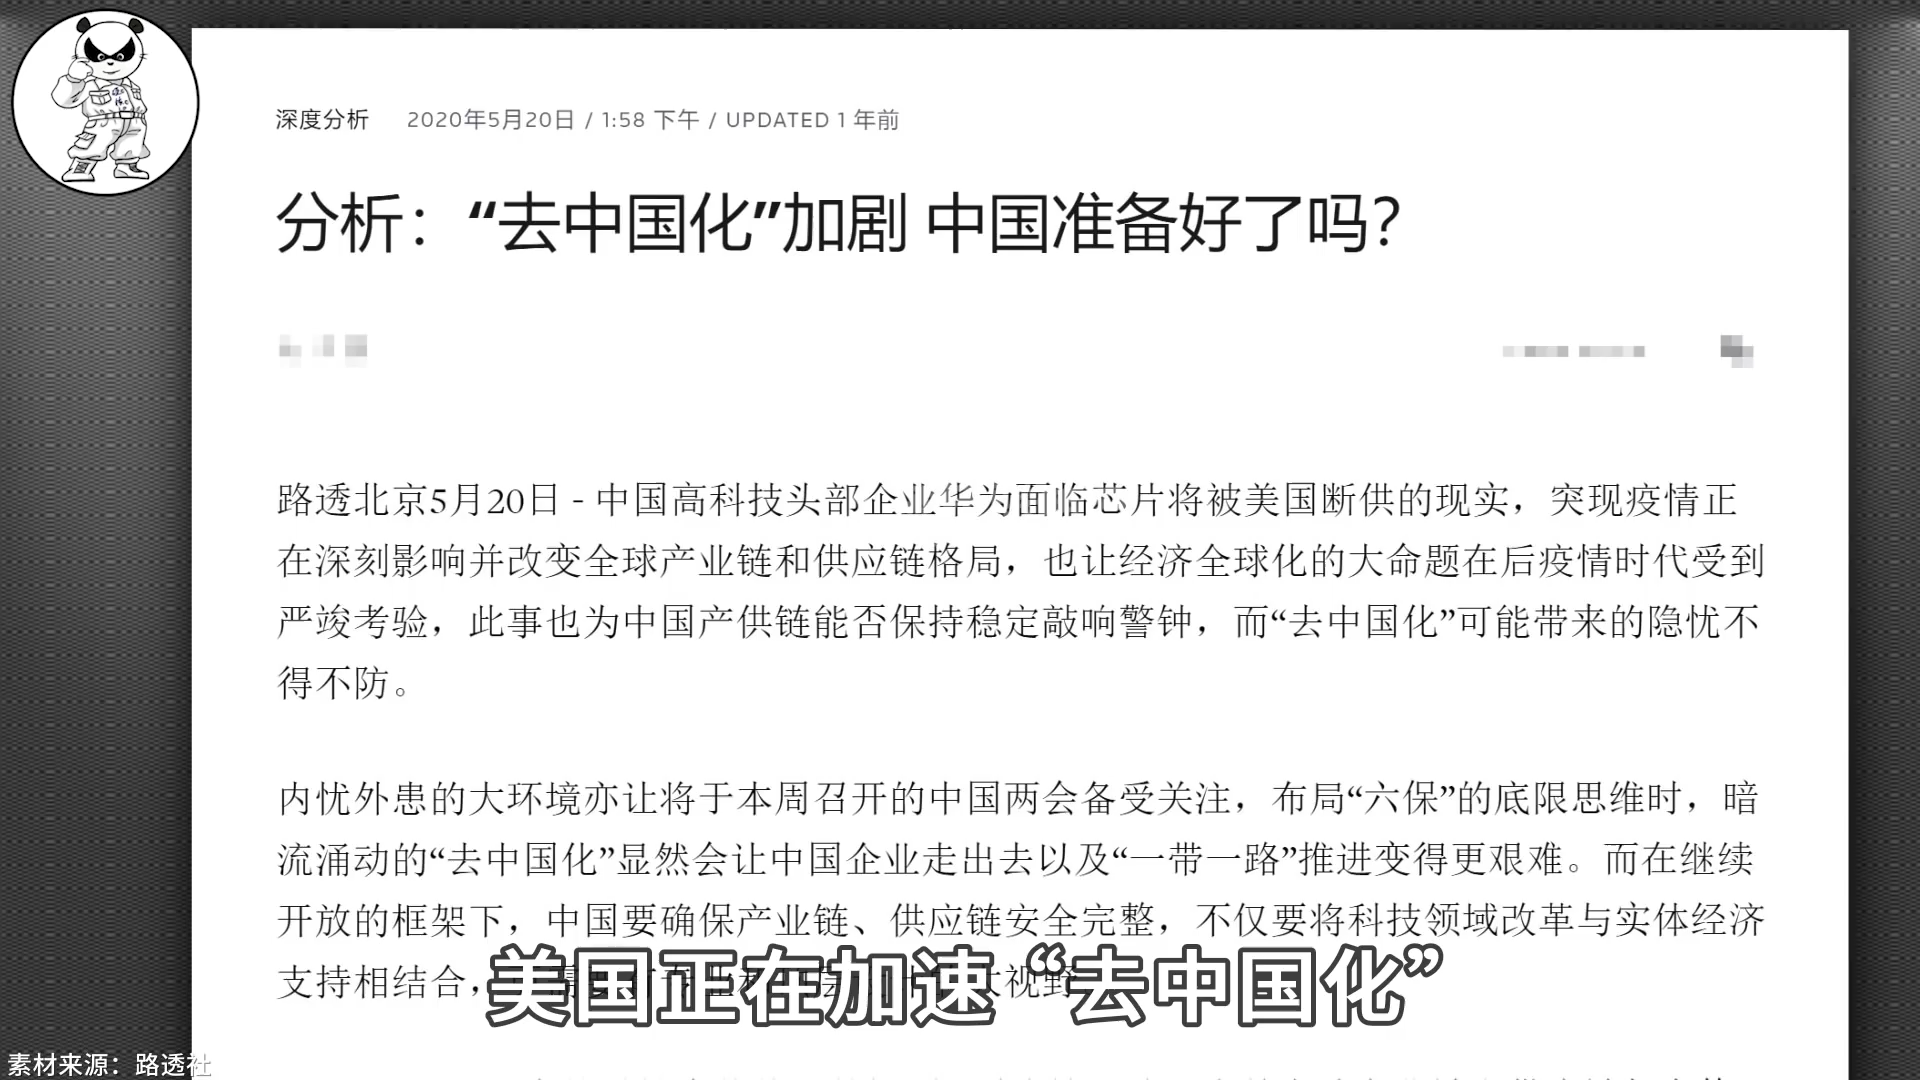 深度分析 2020年5月20日 / 1:58 下午 / UPDATED 1 年前
分析：“去中国化”加剧 中国准备好了吗？
路透北京5月20日 - 中国高科技头部企业华为面临芯片将被美国断供的现实，突现疫情正
在深刻影响并改变全球产业链和供应链格局，也让经济全球化的大命题在后疫情时代受到
严竣考验，此事也为中国产供链能否保持稳定敲响警钟，而“去中国化”可能带来的隐忧不
得不防。
内忧外患的大环境亦让将于本周召开的中国两会备受关注，布局“六保”的底限思维时，暗
流涌动的“去中国化”显然会让中国企业走出去以及“一带一路”推进变得更艰难。而在继续
开放的框架下，中国要确保产业链、供应链安全完整，不仅要将科技领域改革与实体经济
支持相结合，
视野
美国正在加速“去中国化”
素材来源：路透社